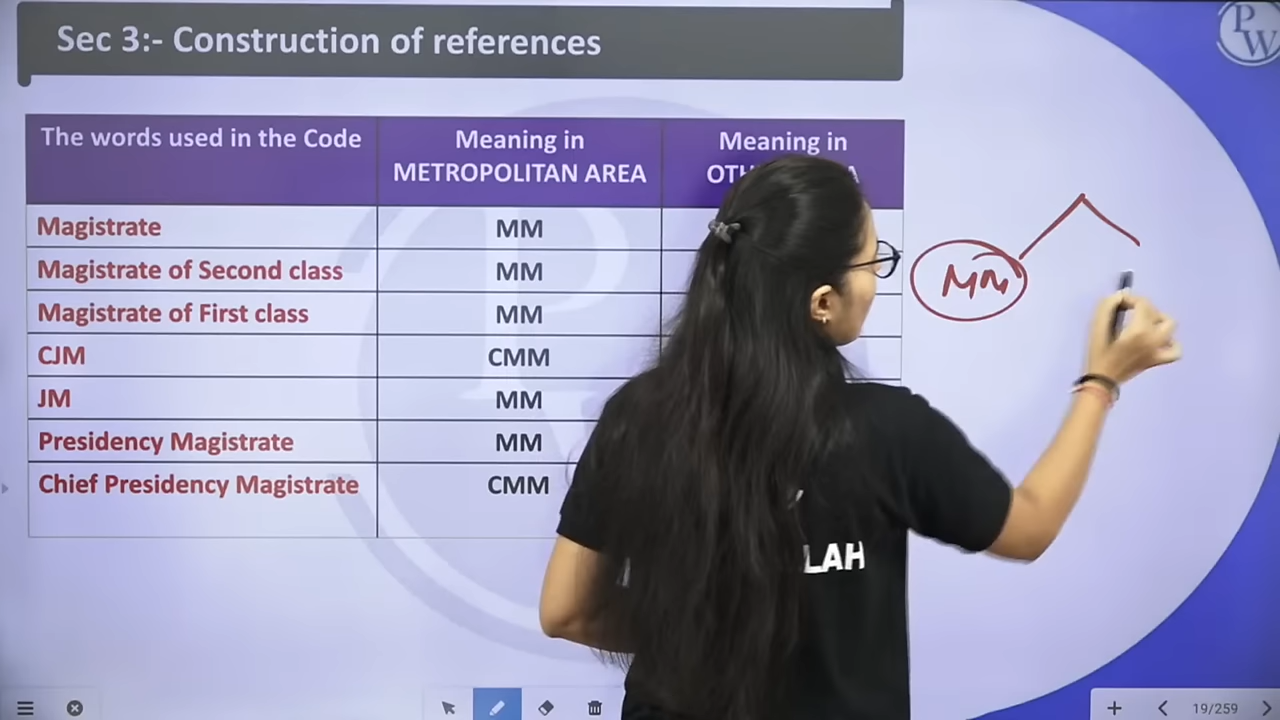 Sec 3:- Construction of references
PW
The words used in the Code
Meaning in
METROPOLITAN AREA
Meaning in
Magistrate
MM
Magistrate of Second class
MM
Magistrate of First class
MM
CJM
CMM
JM
MM
Presidency Magistrate
MM
Chief Presidency Magistrate
CMM
MM
LAH
19/259